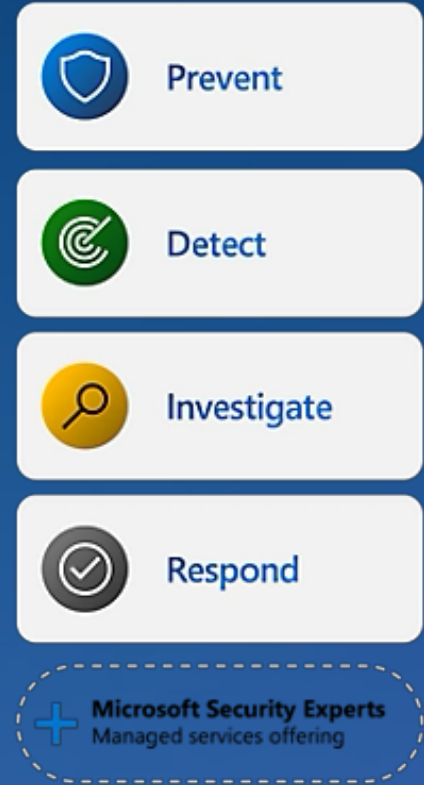 Prevent
Detect
Investigate
Respond
Microsoft Security Experts
Managed services offering